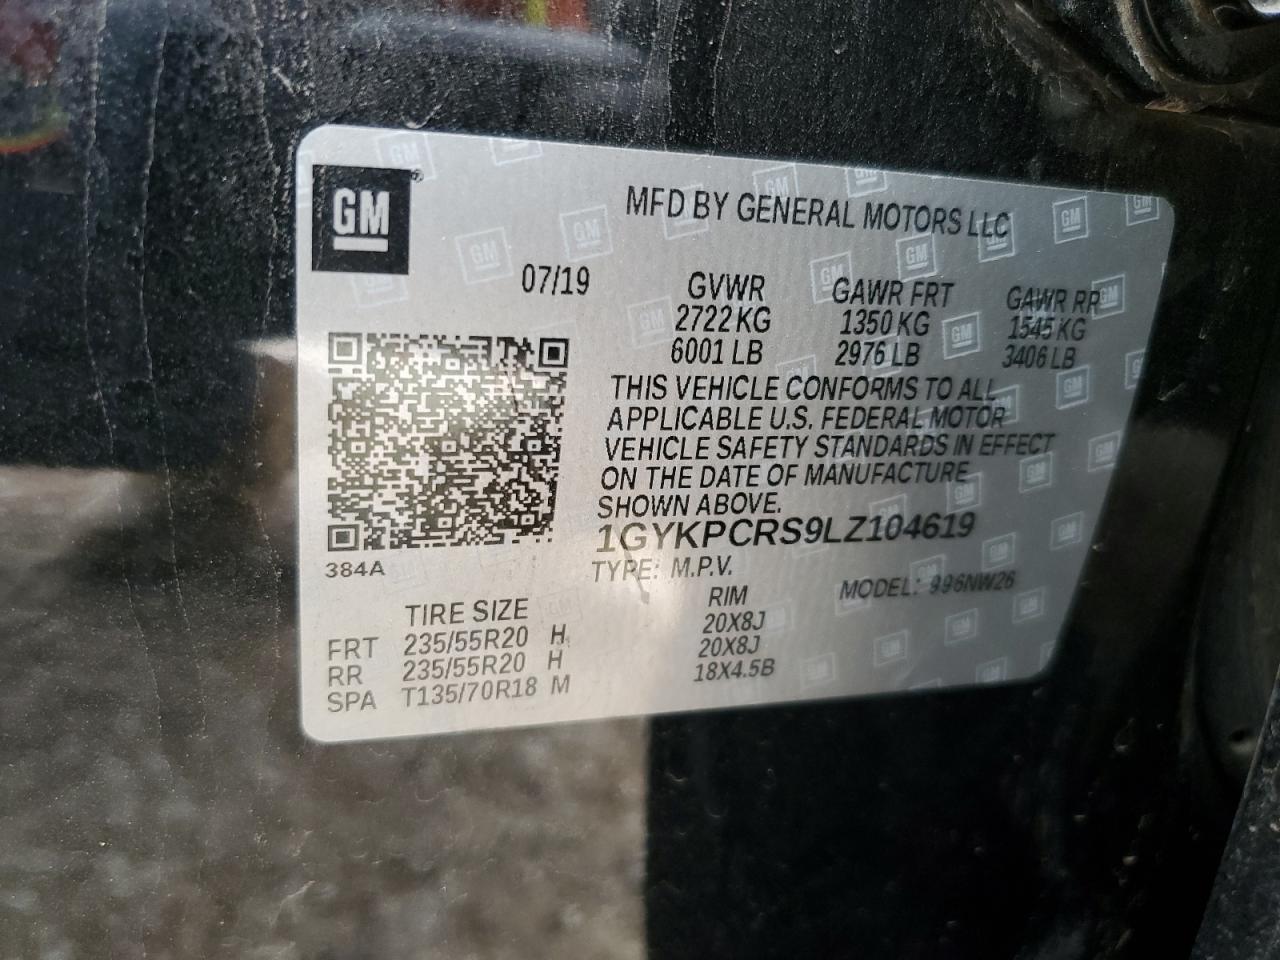 GM
MFD BY GENERAL MOTORS LLC
07/19 GVWR GAWR FRT GAWR RR
2722 KG 1350 KG 1545 KG
6001 LB 2976 LB 3406 LB
THIS VEHICLE CONFORMS TO ALL
APPLICABLE U.S. FEDERAL MOTOR
VEHICLE SAFETY STANDARDS IN EFFECT
ON THE DATE OF MANUFACTURE
SHOWN ABOVE.
1GYKPCRS9LZ104619
384A
TYPE: M.P.V. MODEL: 996NW26
TIRE SIZE RIM
FRT 235/55R20 H 20X8J
RR 235/55R20 H 20X8J
SPA T135/70R18 M 18X4.5B